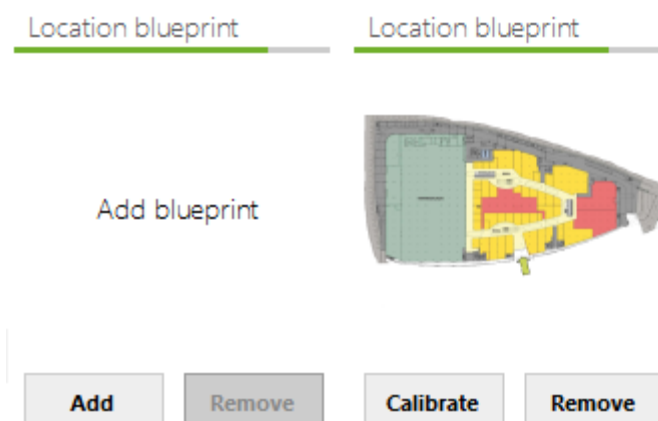 Location blueprint
Add blueprint
Add
Remove
Location blueprint
Calibrate
Remove